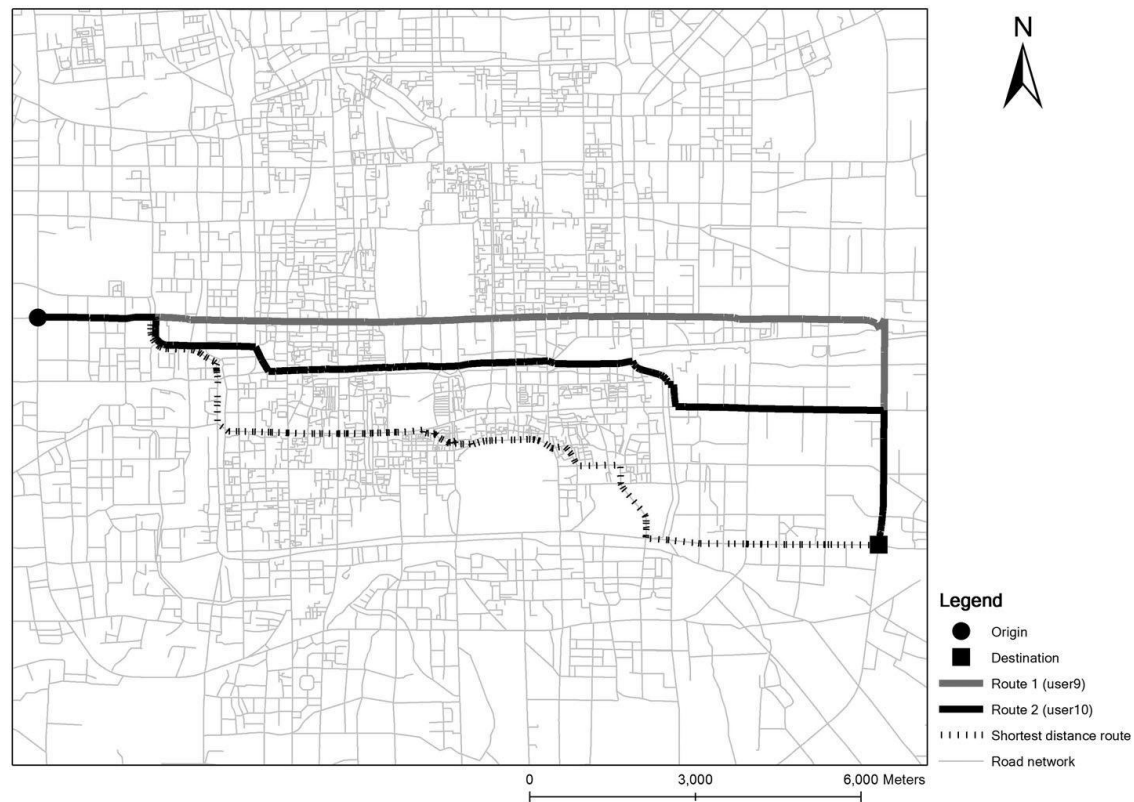 N
Legend
Origin
Destination
Route 1 (user9)
Route 2 (user10)
Shortest distance route
Road network
0 3,000 6,000 Meters